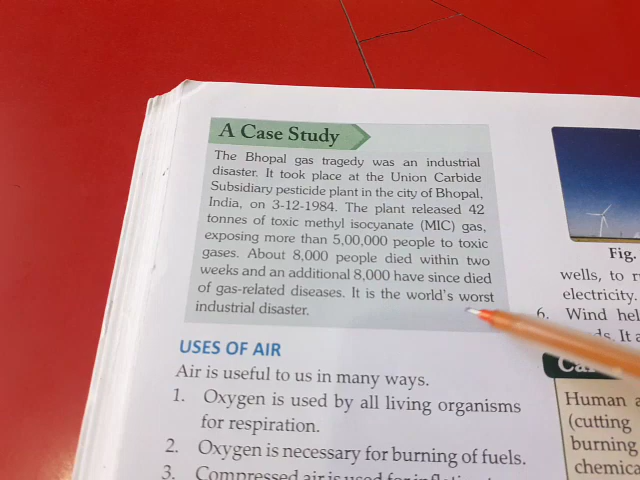 A Case Study
The Bhopal gas tragedy was an industrial
disaster. It took place at the Union Carbide
Subsidiary pesticide plant in the city of Bhopal,
India, on 3-12-1984. The plant released 42
tonnes of toxic methyl isocyanate (MIC) gas,
exposing more than 5,00,000 people to toxic
gases. About 8,000 people died within two
weeks and an additional 8,000 have since died
of gas-related diseases. It is the world's worst
industrial disaster.
USES OF AIR
Air is useful to us in many ways.
1. Oxygen is used by all living organisms
for respiration.
2. Oxygen is necessary for burning of fuels.
3. Compressed air is used for
Fig.
wells, to
electricity.
6. Wind
It
Human
(cutting
burning